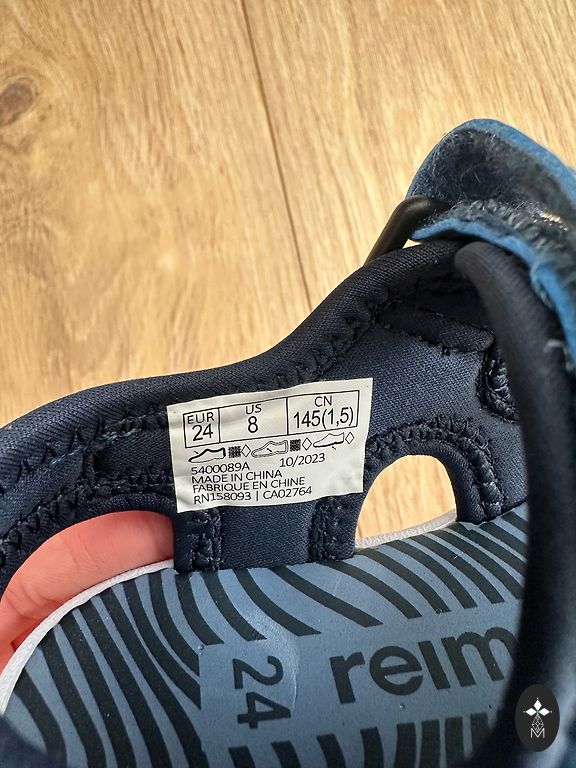 EUR US CN
24 8 145(1,5)
5400089A 10/2023
MADE IN CHINA
FABRIQUE EN CHINE
RN158093 | CA02764
reim
24
M